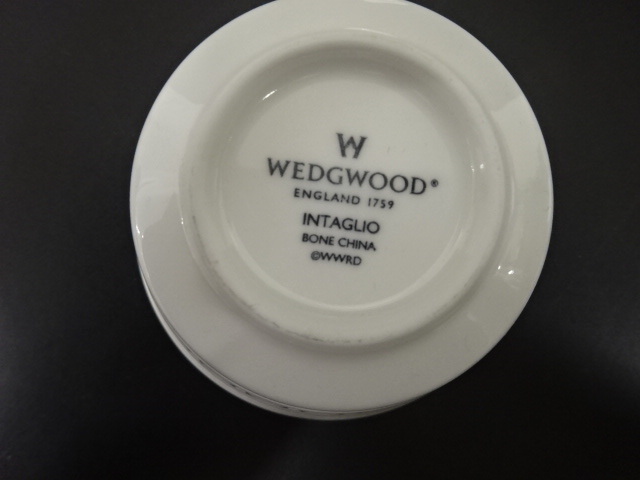 W
WEDGWOOD®
ENGLAND 1759
INTAGLIO
BONE CHINA
©WWRD